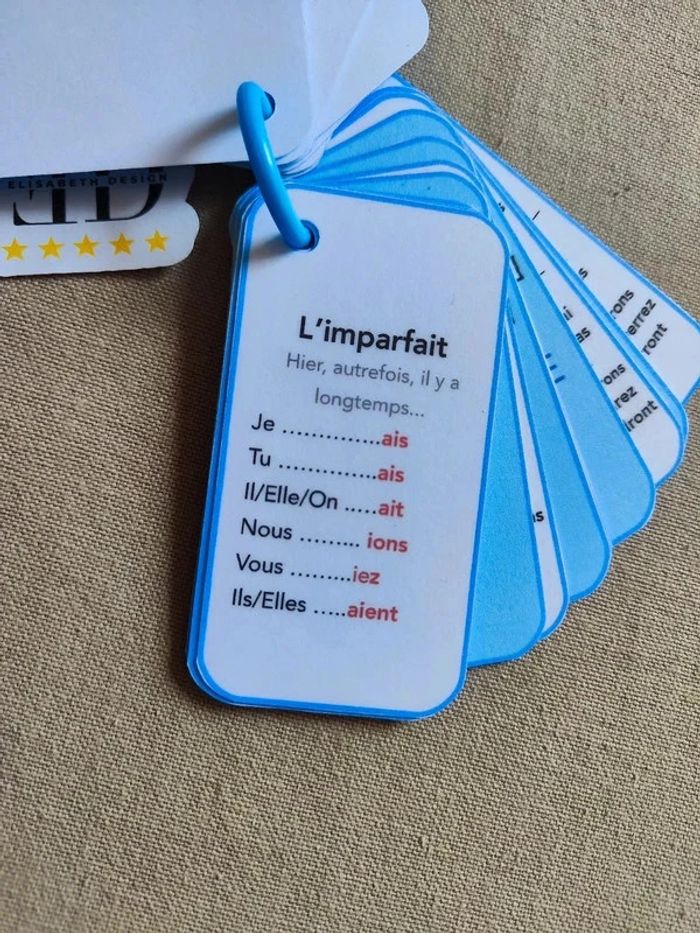 ELISABETH DESIGN
L'imparfait
Hier, autrefois, il y a
longtemps...
Je ..............ais
Tu ..............ais
Il/Elle/On .....ait
Nous ......... ions
Vous .........iez
Ils/Elles .....aient